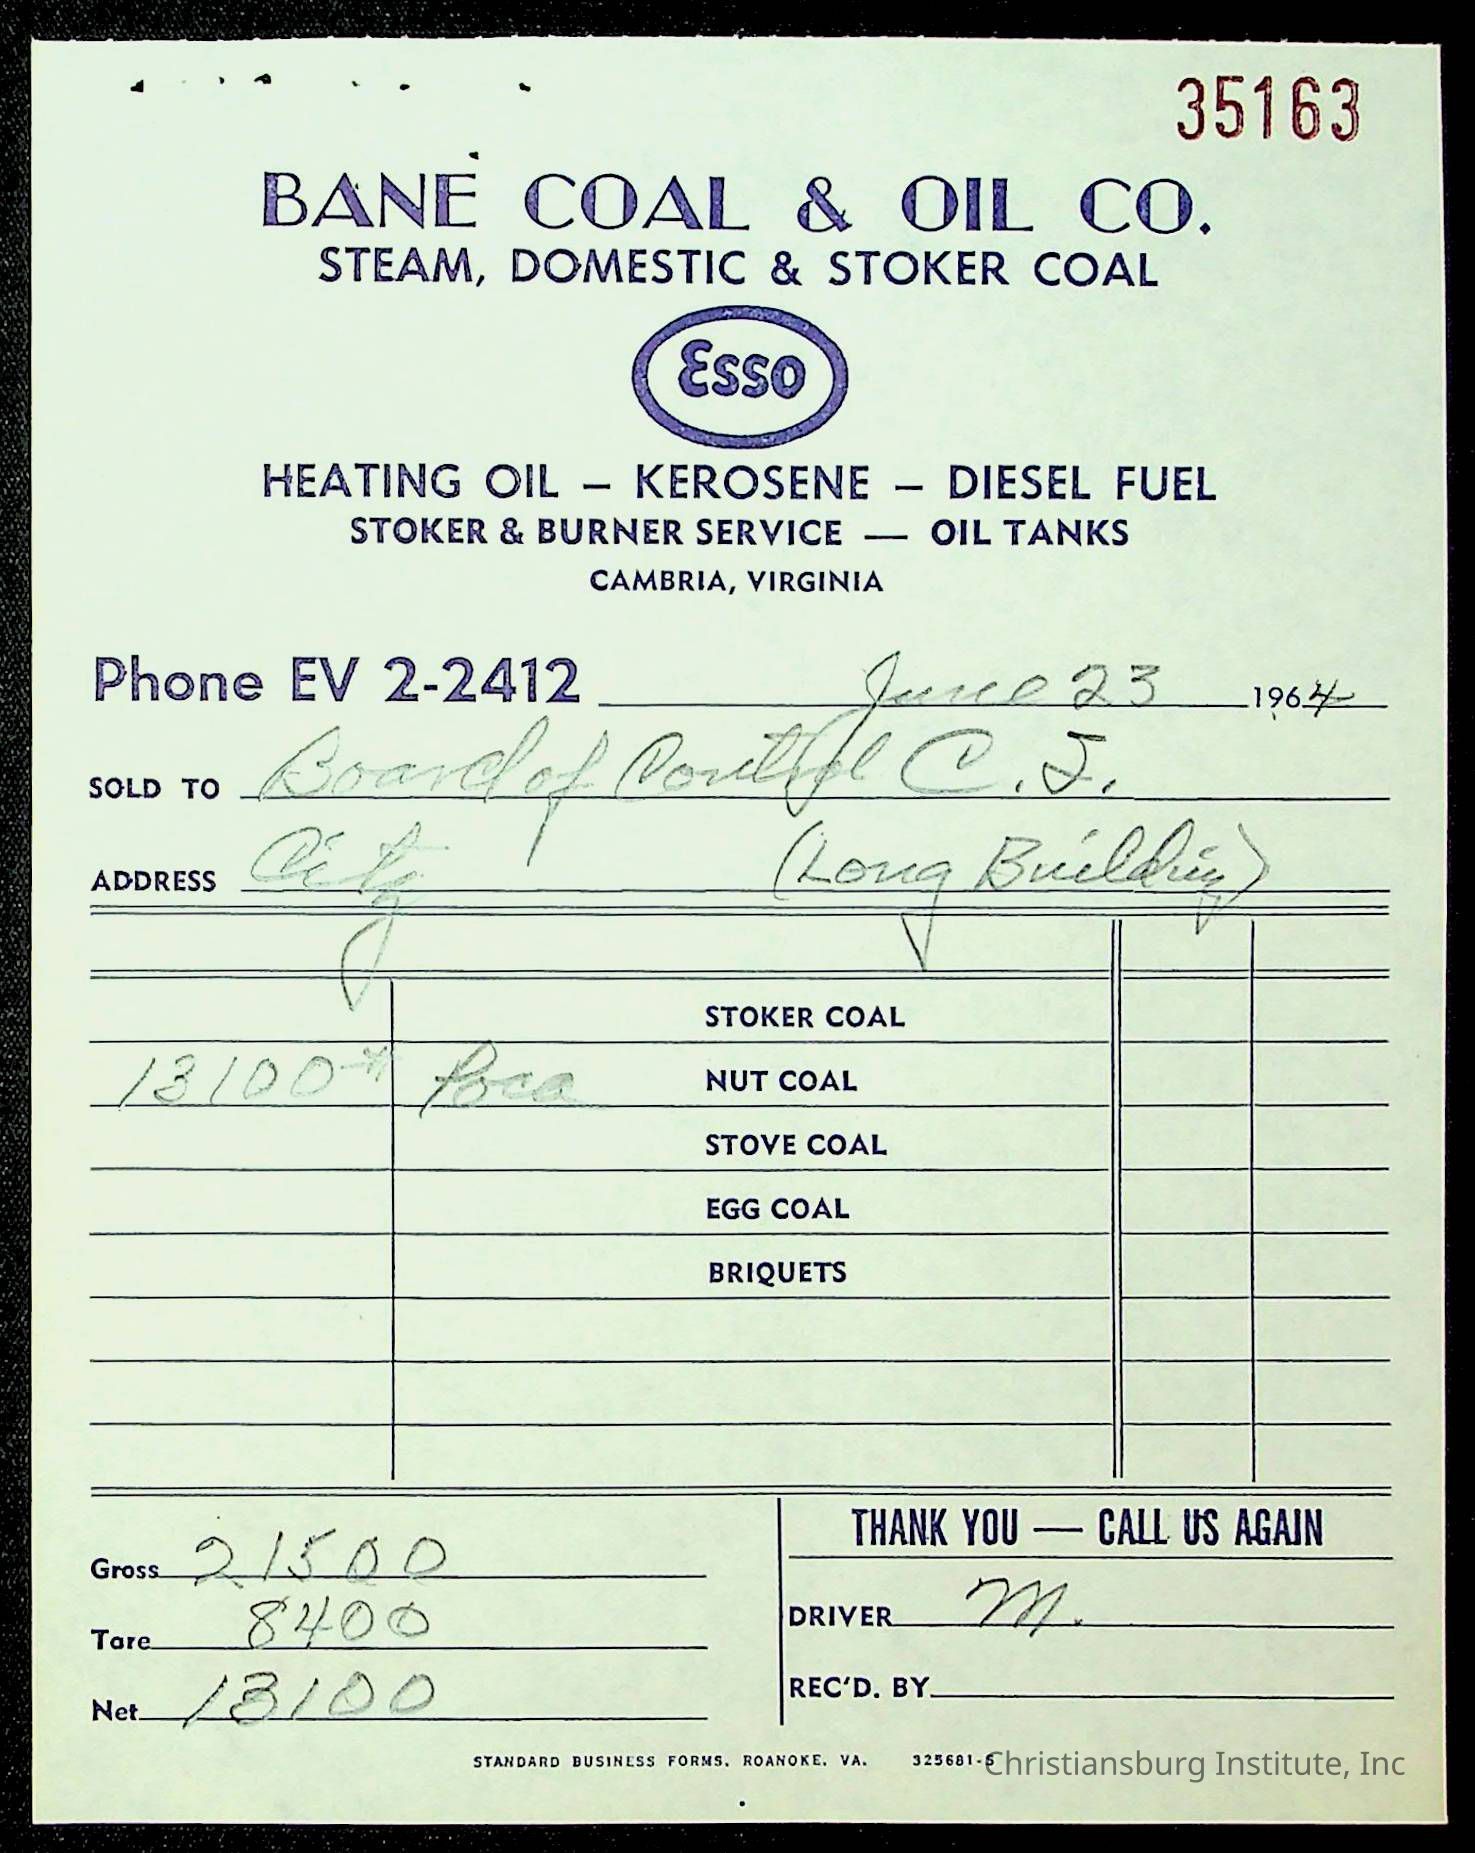 35163
BANE COAL & OIL CO.
STEAM, DOMESTIC & STOKER COAL
Esso
HEATING OIL — KEROSENE — DIESEL FUEL
STOKER & BURNER SERVICE — OIL TANKS
CAMBRIA, VIRGINIA
Phone EV 2-2412 June 23 1964
SOLD TO Board of Control C. I.
ADDRESS City (Long Building)
STOKER COAL
13100# Poca NUT COAL
STOVE COAL
EGG COAL
BRIQUETS
Gross 21500
Tare 8400
Net 13100
THANK YOU — CALL US AGAIN
DRIVER M.
REC'D. BY
STANDARD BUSINESS FORMS, ROANOKE, VA. 325681-5
Christiansburg Institute, Inc